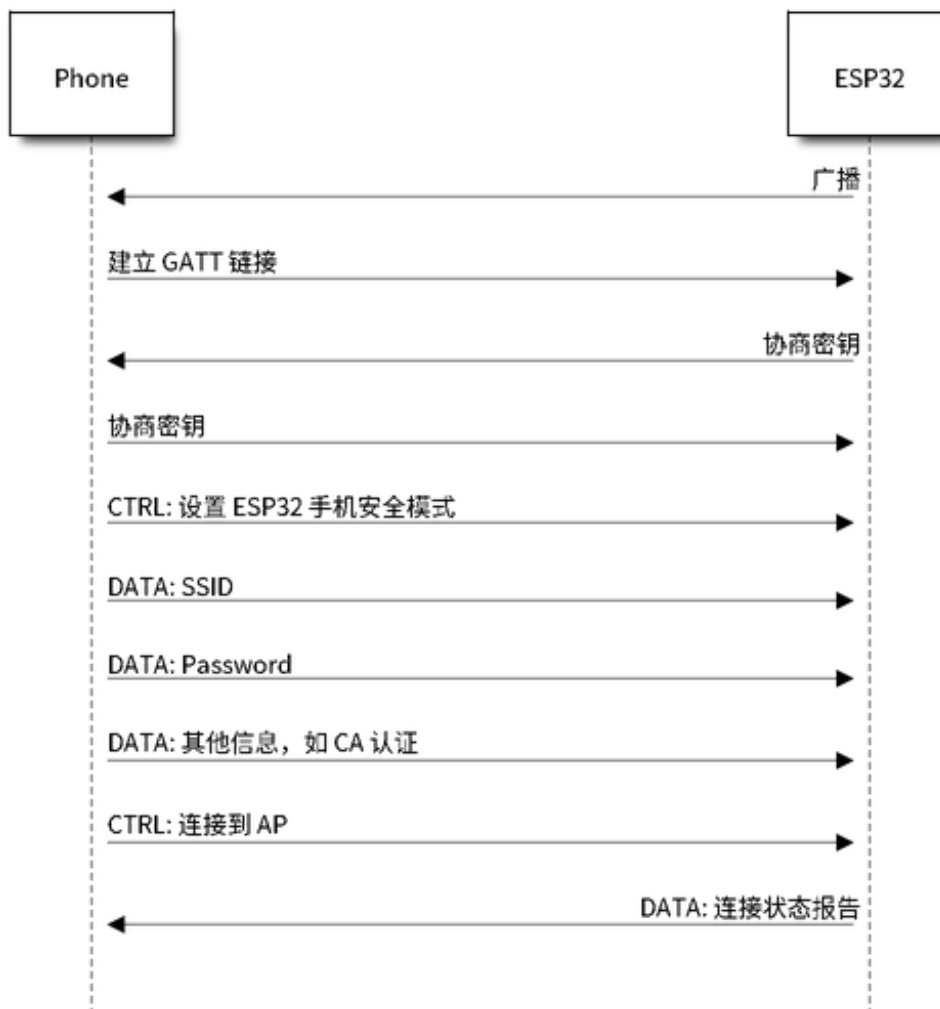 Phone
ESP32
广播
建立 GATT 链接
协商密钥
协商密钥
CTRL: 设置 ESP32 手机安全模式
DATA: SSID
DATA: Password
DATA: 其他信息，如 CA 认证
CTRL: 连接到 AP
DATA: 连接状态报告